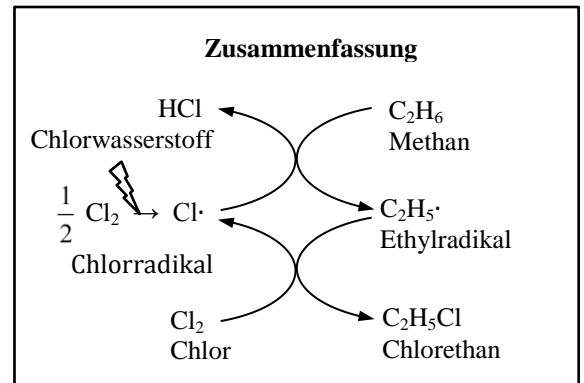 Zusammenfassung
HCl
Chlorwasserstoff
C₂H₆
Methan
1/2 Cl₂ → Cl·
Chlorradikal
C₂H₅·
Ethylradikal
Cl₂
Chlor
C₂H₅Cl
Chlorethan